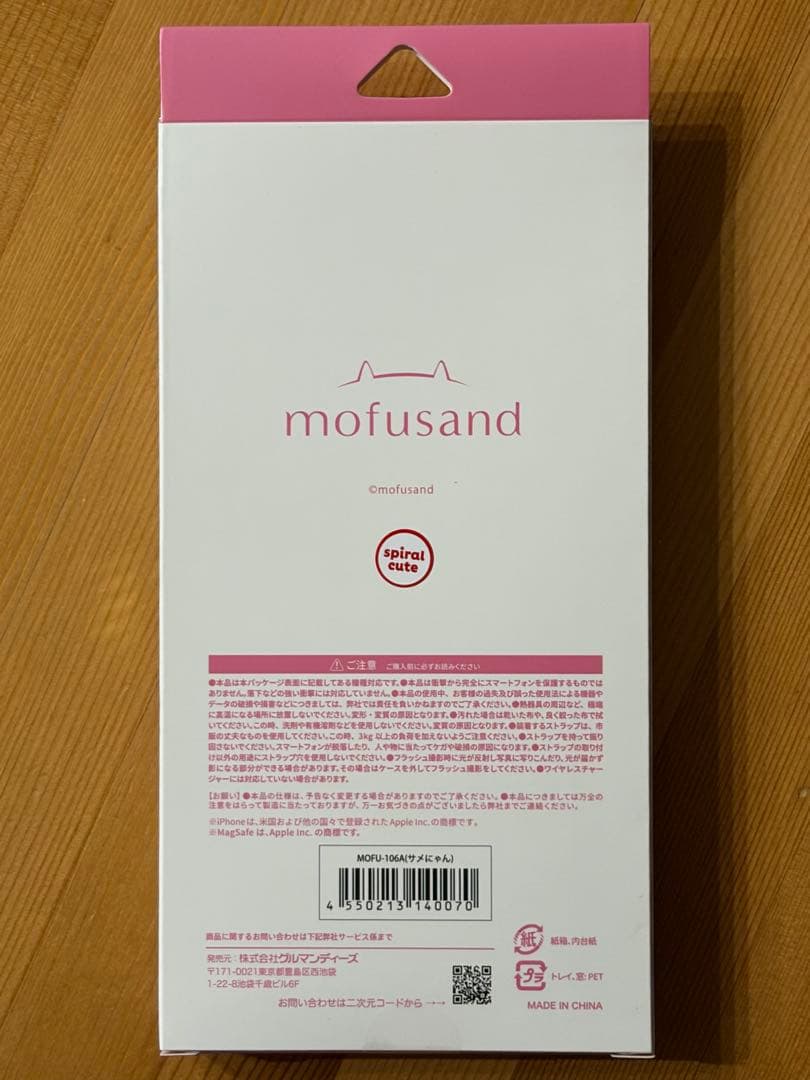 mofusand
©mofusand
spiral
cute
ご注意 ご購入前に必ずお読みください
●本品は本パッケージ表面に記載してある機種対応です。●本品は衝撃から完全にスマートフォンを保護するものでは
ありません。落下などの強い衝撃には対応していません。●本品の使用中、お客様の過失及び誤った使用法による機器や
データの破損や損害などにつきましては、弊社では責任を負いかねますのでご了承ください。●熱器具の周辺など、極端
に高温になる場所に放置しないでください。変形・変質の原因となります。●汚れた場合は乾いた布や、良く絞った布で拭
いてください。この時、洗剤や有機溶剤などを使用しないでください。変質の原因となります。●装着するストラップは、市
販の丈夫なものを使用してください。この時、3kg以上の負荷を加えないようご注意ください。●ストラップを持って振り
回さないでください。スマートフォンが脱落したり、人や物に当たってケガや破損の原因になります。●ストラップの取り付
け以外の用途にストラップ穴を使用しないでください。●フラッシュ撮影時に光が反射し写真に写りこんだり、光が届かず
影になる部分ができる場合があります。その場合はケースを外してフラッシュ撮影をしてください。●ワイヤレスチャー
ジャーには対応していない場合があります。
【お願い】●本品の仕様は、予告なく変更する場合がありますのでご了承ください。●本品につきましては万全の
注意をはらって製造に当たっておりますが、万一お気づきの点がございましたら弊社までご連絡ください。
※iPhoneは、米国および他の国々で登録されたApple Inc.の商標です。
※MagSafe は、Apple Inc. の商標です。
MOFU-106A(サメにゃん)
4 550213 140070
商品に関するお問い合わせは下記弊社サービス係まで
発売元：株式会社グルマンディーズ
〒171-0021東京都豊島区西池袋
1-22-8池袋千歳ビル6F
お問い合わせは二次元コードから→→
紙 紙箱、内台紙
プラ トレイ、窓：PET
MADE IN CHINA